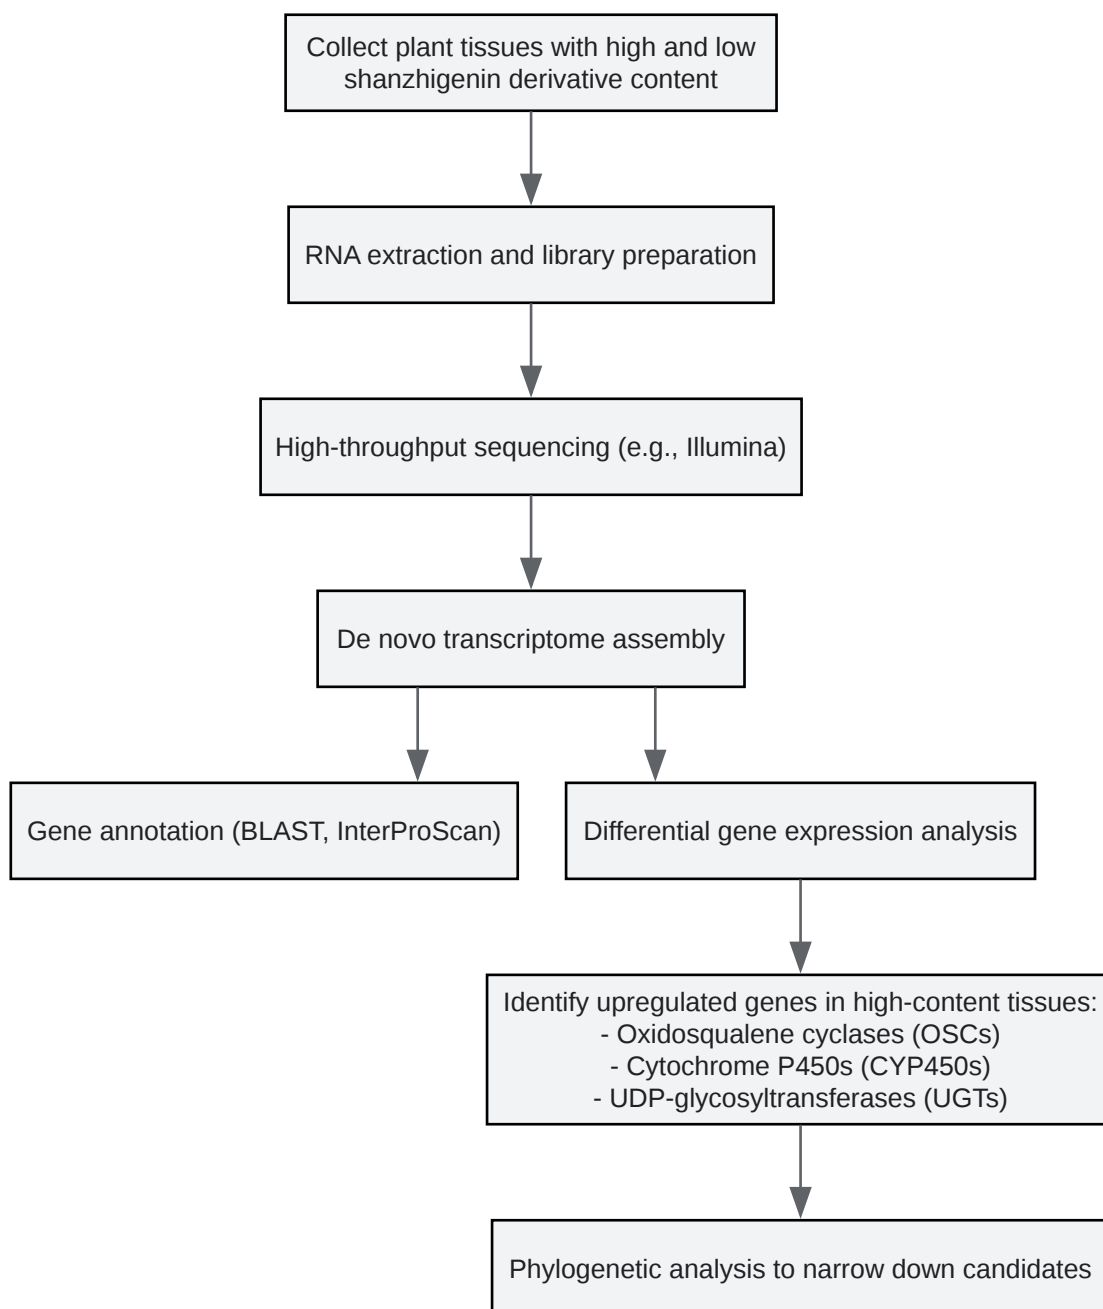 Collect plant tissues with high and low
shanzhigenin derivative content
RNA extraction and library preparation
High-throughput sequencing (e.g., Illumina)
De novo transcriptome assembly
Gene annotation (BLAST, InterProScan)
Differential gene expression analysis
Identify upregulated genes in high-content tissues:
- Oxidosqualene cyclases (OSCs)
- Cytochrome P450s (CYP450s)
- UDP-glycosyltransferases (UGTs)
Phylogenetic analysis to narrow down candidates